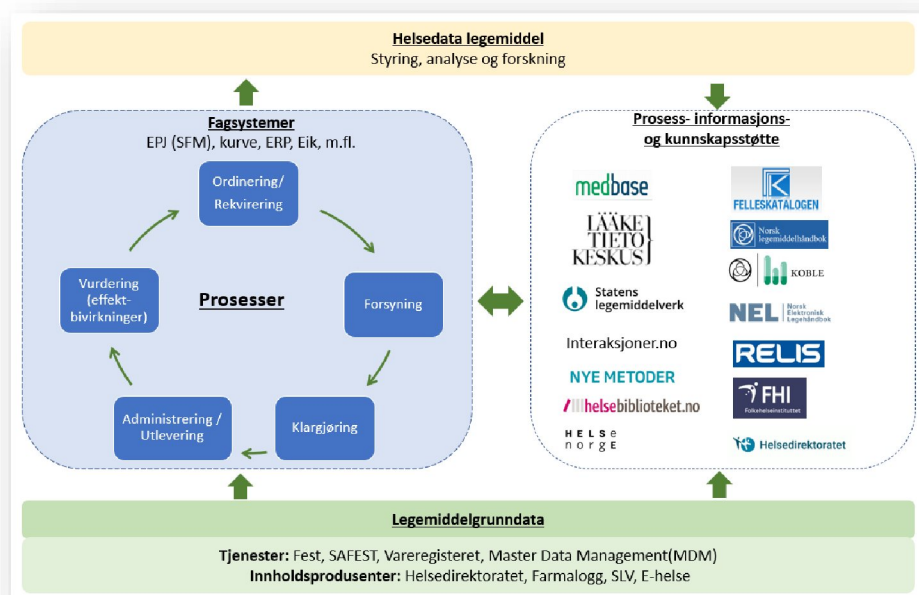 Helsedata legemiddel
Styring, analyse og forskning
Fagsystemer
EPJ (SFM), kurve, ERP, Eik, m.fl.
Ordinering/
Rekvirering
Forsyning
Klargjøring
Administrering /
Utlevering
Vurdering
(effekt-
bivirkninger)
Prosesser
Prosess- informasjons-
og kunnskapsstøtte
medbase
LÄÄKE
TIETO
KESKUS
Statens
legemiddelverk
Interaksjoner.no
NYE METODER
helsebiblioteket.no
HELSe
norgE
FELLESKATALOGEN
Norsk
legemiddelhåndbok
KOBLE
NEL
Norsk
Elektronisk
Legehåndbok
RELIS
FHI
Folkehelseinstituttet
Helsedirektoratet
Legemiddelgrunndata
Tjenester: Fest, SAFEST, Vareregisteret, Master Data Management(MDM)
Innholdsprodusenter: Helsedirektoratet, Farmalogg, SLV, E-helse